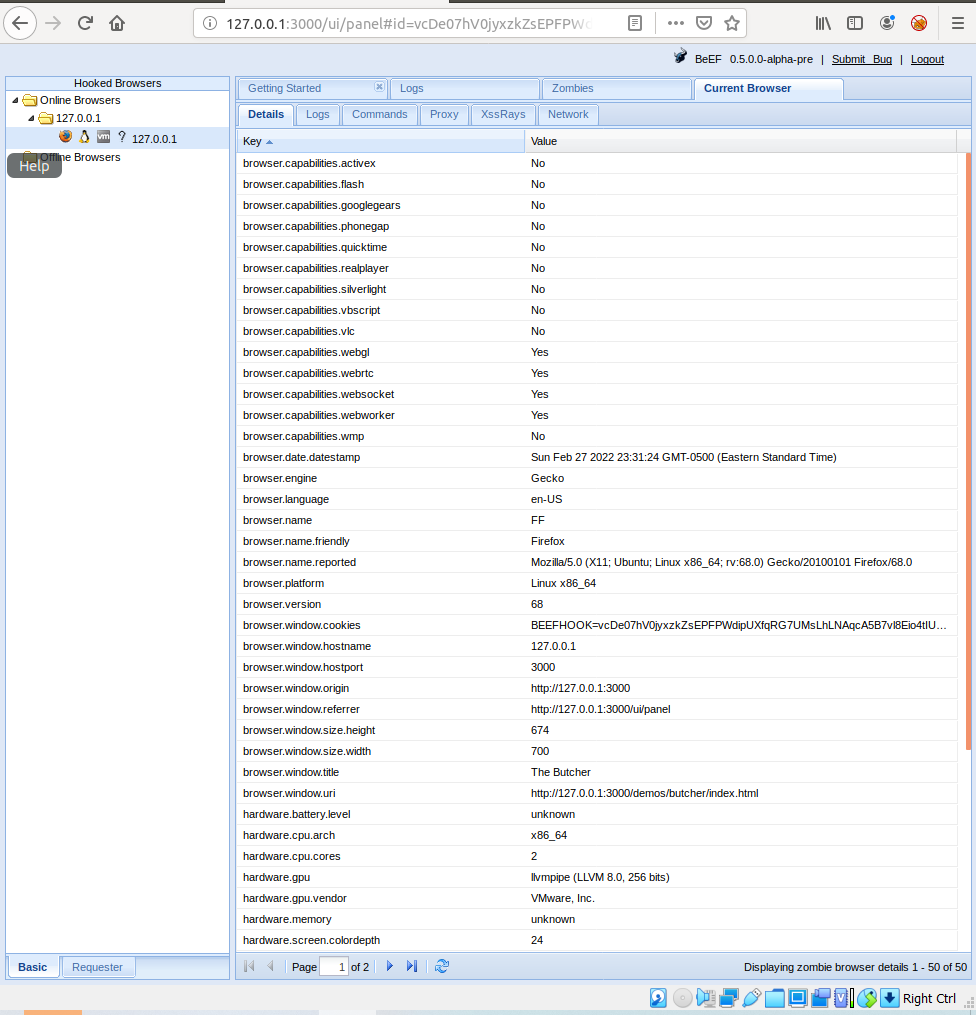 127.0.0.1:3000/ui/panel#id=vcDe07hV0jyxzkZsEPFPWd
BeEF 0.5.0.0-alpha-pre | Submit Bug | Logout
Hooked Browsers
Online Browsers
127.0.0.1
? 127.0.0.1
Offline Browsers
Help
Getting Started
Logs
Zombies
Current Browser
Details
Logs
Commands
Proxy
XssRays
Network
Key Value
browser.capabilities.activex No
browser.capabilities.flash No
browser.capabilities.googlegears No
browser.capabilities.phonegap No
browser.capabilities.quicktime No
browser.capabilities.realplayer No
browser.capabilities.silverlight No
browser.capabilities.vbscript No
browser.capabilities.vlc No
browser.capabilities.webgl Yes
browser.capabilities.webrtc Yes
browser.capabilities.websocket Yes
browser.capabilities.webworker Yes
browser.capabilities.wmp No
browser.date.datestamp Sun Feb 27 2022 23:31:24 GMT-0500 (Eastern Standard Time)
browser.engine Gecko
browser.language en-US
browser.name FF
browser.name.friendly Firefox
browser.name.reported Mozilla/5.0 (X11; Ubuntu; Linux x86_64; rv:68.0) Gecko/20100101 Firefox/68.0
browser.platform Linux x86_64
browser.version 68
browser.window.cookies BEEFHOOK=vcDe07hV0jyxzkZsEPFPWdipUXfqRG7UMsLhLNAqcA5B7vI8Eio4tIU...
browser.window.hostname 127.0.0.1
browser.window.hostport 3000
browser.window.origin http://127.0.0.1:3000
browser.window.referrer http://127.0.0.1:3000/ui/panel
browser.window.size.height 674
browser.window.size.width 700
browser.window.title The Butcher
browser.window.uri http://127.0.0.1:3000/demos/butcher/index.html
hardware.battery.level unknown
hardware.cpu.arch x86_64
hardware.cpu.cores 2
hardware.gpu llvmpipe (LLVM 8.0, 256 bits)
hardware.gpu.vendor VMware, Inc.
hardware.memory unknown
hardware.screen.colordepth 24
Basic
Requester
Page 1 of 2
Displaying zombie browser details 1 - 50 of 50
Right Ctrl